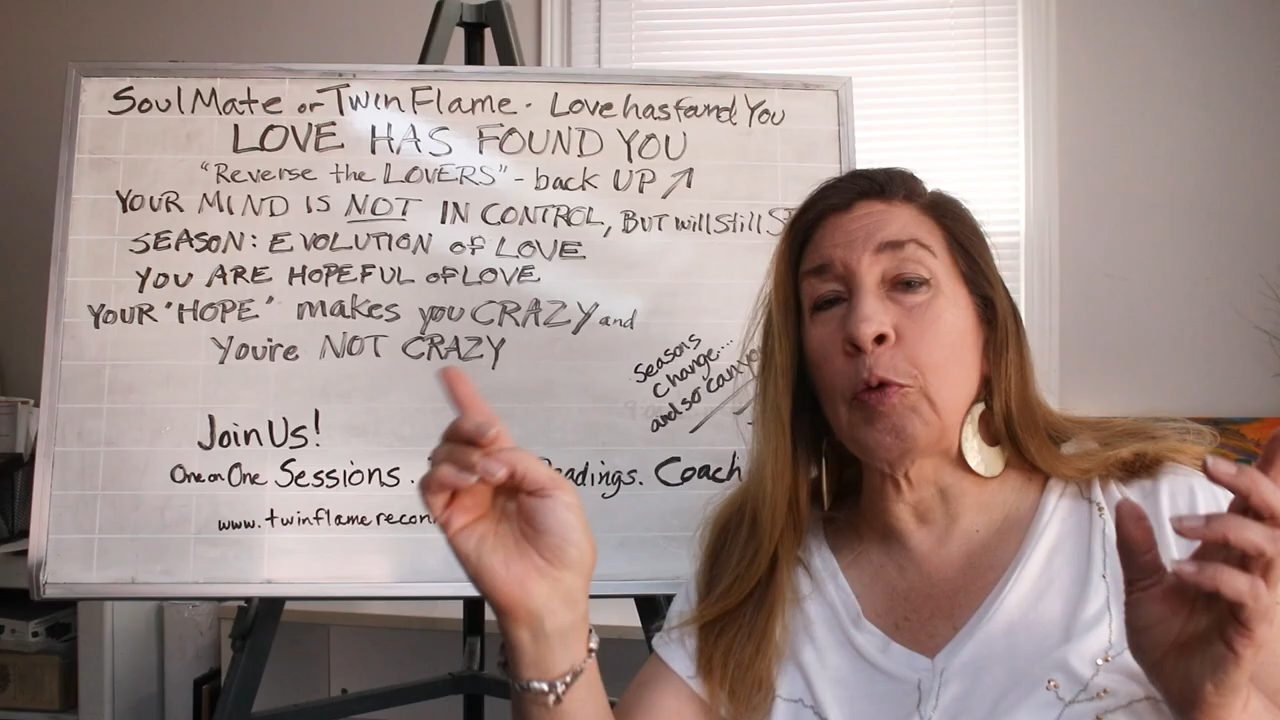 SoulMate or TwinFlame. Love has found You
LOVE HAS FOUND YOU
"Reverse the LOVERS" - back UP ↗
YOUR MIND IS NOT IN CONTROL, BUT will still
SEASON: EVOLUTION of LOVE
YOU ARE HOPEFUL of LOVE
YOUR "HOPE" makes you CRAZY and
You're NOT CRAZY
Seasons
Change...
and so can you
Join Us!
One on One Sessions. Readings. Coach
www.twinflamerecon